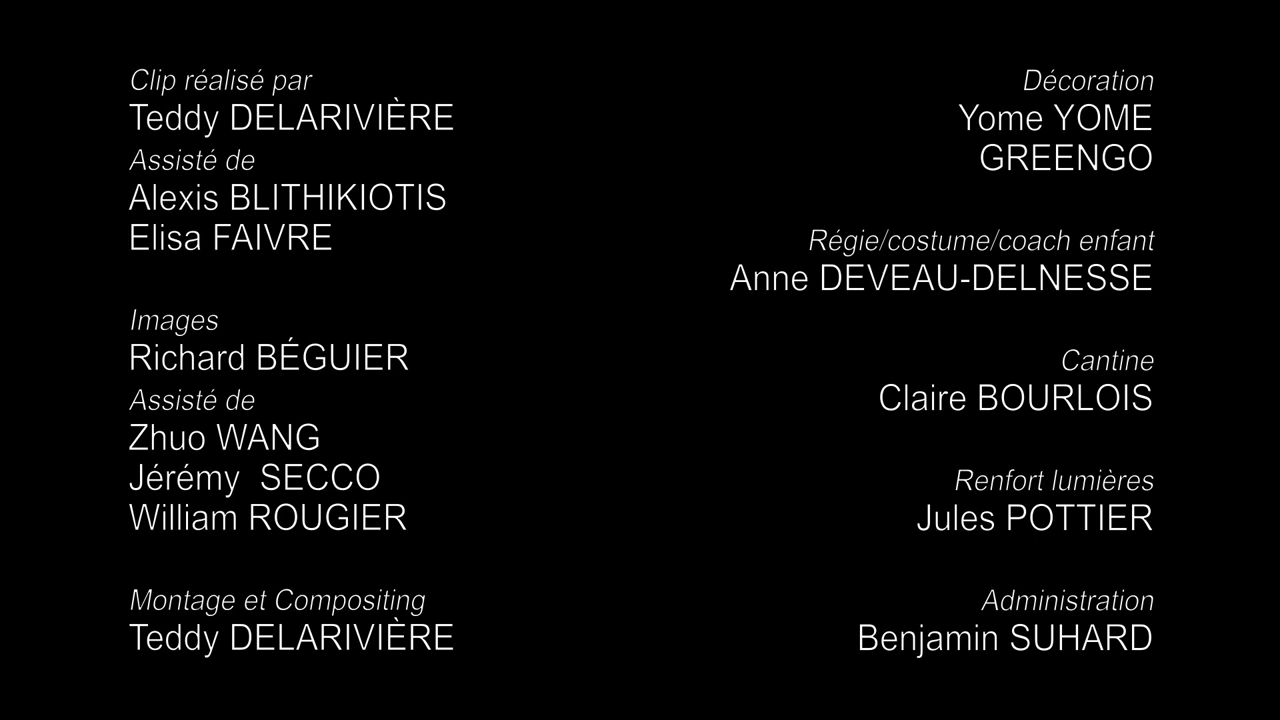 Clip réalisé par
Teddy DELARIVIÈRE
Assisté de
Alexis BLITHIKIOTIS
Elisa FAIVRE
Images
Richard BÉGUIER
Assisté de
Zhuo WANG
Jérémy  SECCO
William ROUGIER
Montage et Compositing
Teddy DELARIVIÈRE
Décoration
Yome YOME
GREENGO
Régie/costume/coach enfant
Anne DEVEAU-DELNESSE
Cantine
Claire BOURLOIS
Renfort lumières
Jules POTTIER
Administration
Benjamin SUHARD